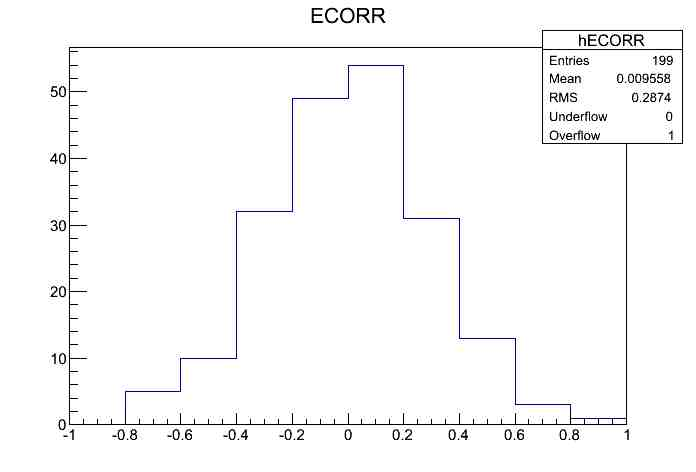 ECORR
hECORR
Entries 199
Mean 0.009558
RMS 0.2874
Underflow 0
Overflow 1
50
40
30
20
10
0
-1 -0.8 -0.6 -0.4 -0.2 0 0.2 0.4 0.6 0.8 1